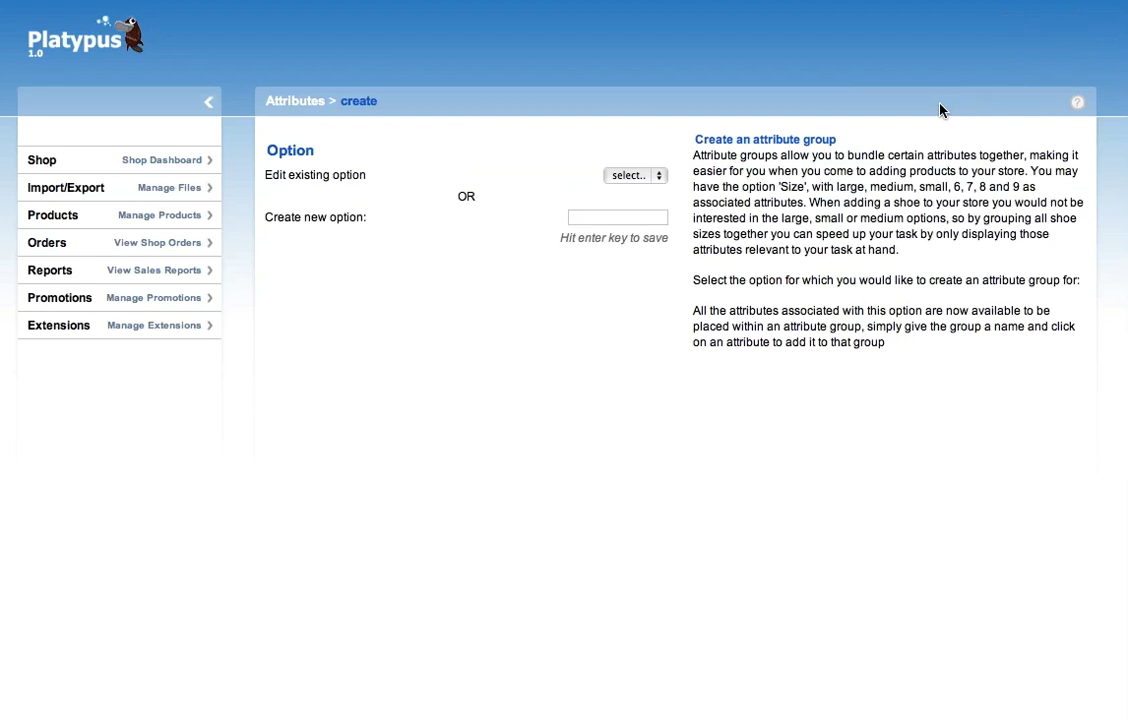 Platypus
1.0
Attributes > create
?
Shop Shop Dashboard
Import/Export Manage Files
Products Manage Products
Orders View Shop Orders
Reports View Sales Reports
Promotions Manage Promotions
Extensions Manage Extensions
Option
Edit existing option select..
OR
Create new option:
Hit enter key to save
Create an attribute group
Attribute groups allow you to bundle certain attributes together, making it
easier for you when you come to adding products to your store. You may
have the option 'Size', with large, medium, small, 6, 7, 8 and 9 as
associated attributes. When adding a shoe to your store you would not be
interested in the large, small or medium options, so by grouping all shoe
sizes together you can speed up your task by only displaying those
attributes relevant to your task at hand.
Select the option for which you would like to create an attribute group for:
All the attributes associated with this option are now available to be
placed within an attribute group, simply give the group a name and click
on an attribute to add it to that group